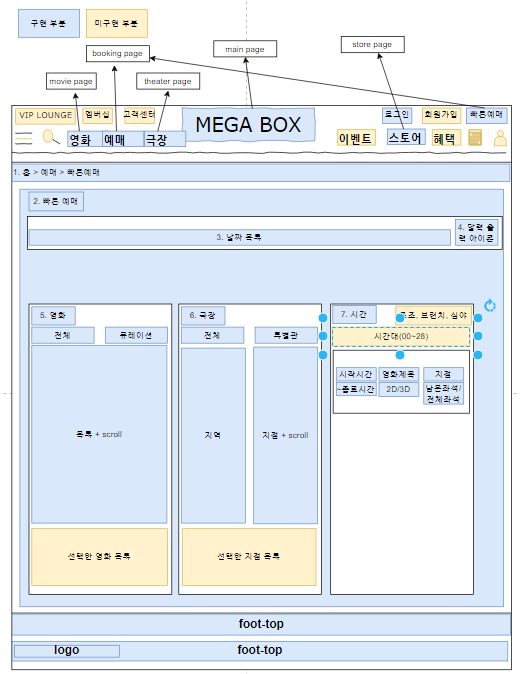 구현 부분
미구현 부분
main page
store page
booking page
movie page
theater page
VIP LOUNGE
멤버십
고객센터
MEGA BOX
로그인
회원가입
빠른예매
영화
예매
극장
이벤트
스토어
혜택
1. 홈 > 예매 > 빠른예매
2. 빠른 예매
3. 날짜 목록
4. 달력 출
력 아이콘
5. 영화
전체
큐레이션
목록 + scroll
선택한 영화 목록
6. 극장
전체
특별관
지역
지점 + scroll
선택한 지점 목록
7. 시간
조조, 브런치, 심야
시간대(00~28)
시작시간
영화제목
지점
~종료시간
2D/3D
남은좌석/
전체좌석
foot-top
logo
foot-top